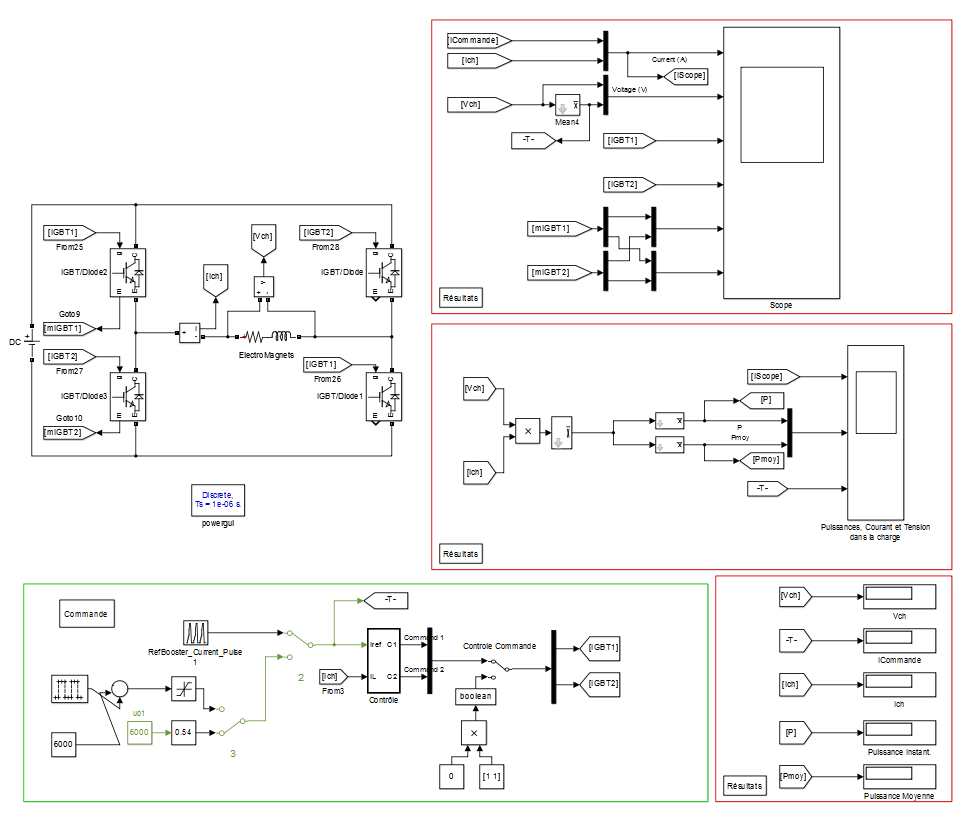 [ICommande]
[Ich]
Current (A)
[IScope]
Voltage (V)
[Vch]
x
Mean4
-T-
[IGBT1]
[IGBT2]
[mIGBT1]
[mIGBT2]
Résultats
Scope
[IGBT1]
From25
IGBT/Diode2
g
C
m
E
[Ich]
[Vch]
v
+ -
[IGBT2]
From28
IGBT/Diode
g
C
m
E
Goto9
[mIGBT1]
DC
+
[IGBT2]
From27
IGBT/Diode3
g
C
m
E
Goto10
[mIGBT2]
+ i
-
ElectroMagnets
[IGBT1]
From26
IGBT/Diode1
g
C
m
E
Discrete,
Ts = 1e-06 s.
powergui
[Vch]
[Ich]
×
x
x
[P]
P
Pmoy
[Pmoy]
[IScope]
-T-
Puissances, Courant et Tension
dans la charge
Résultats
Commande
RefBooster_Current_Pulse
1
-T-
2
Iref C1
IL C2
Contrôle
[Ich]
From3
Command 1
Command 2
Controle Commande
boolean
×
0
[1 1]
[IGBT1]
[IGBT2]
6000
uo1
6000
0.54
3
[Vch]
Vch
-T-
ICommande
[Ich]
Ich
[P]
Puissance Instant.
[Pmoy]
Puissance Moyenne
Résultats